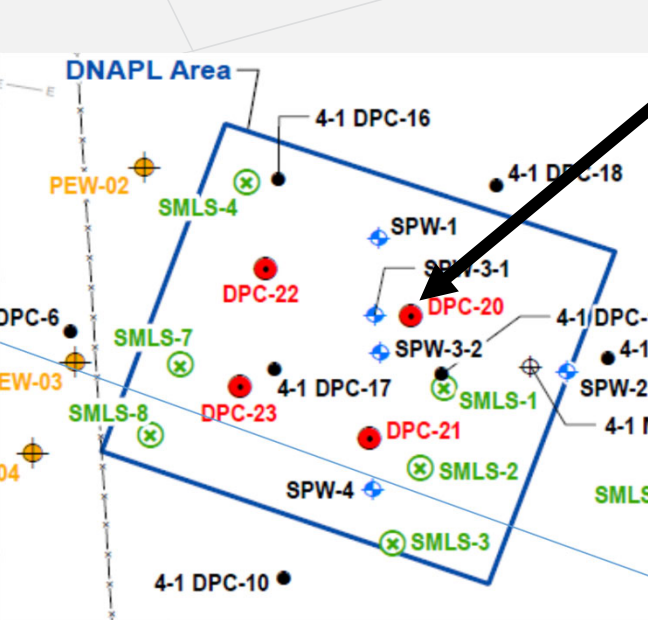 DNAPL Area
E
E
4-1 DPC-16
4-1 DPC-18
PEW-02
SMLS-4
SPW-1
SPW-3-1
DPC-22
DPC-20
DPC-6
4-1 DPC-
SMLS-7
SPW-3-2
4-1
EW-03
4-1 DPC-17
SMLS-1
SPW-2
SMLS-8
DPC-23
4-1
DPC-21
04
SMLS-2
SPW-4
SMLS
SMLS-3
4-1 DPC-10